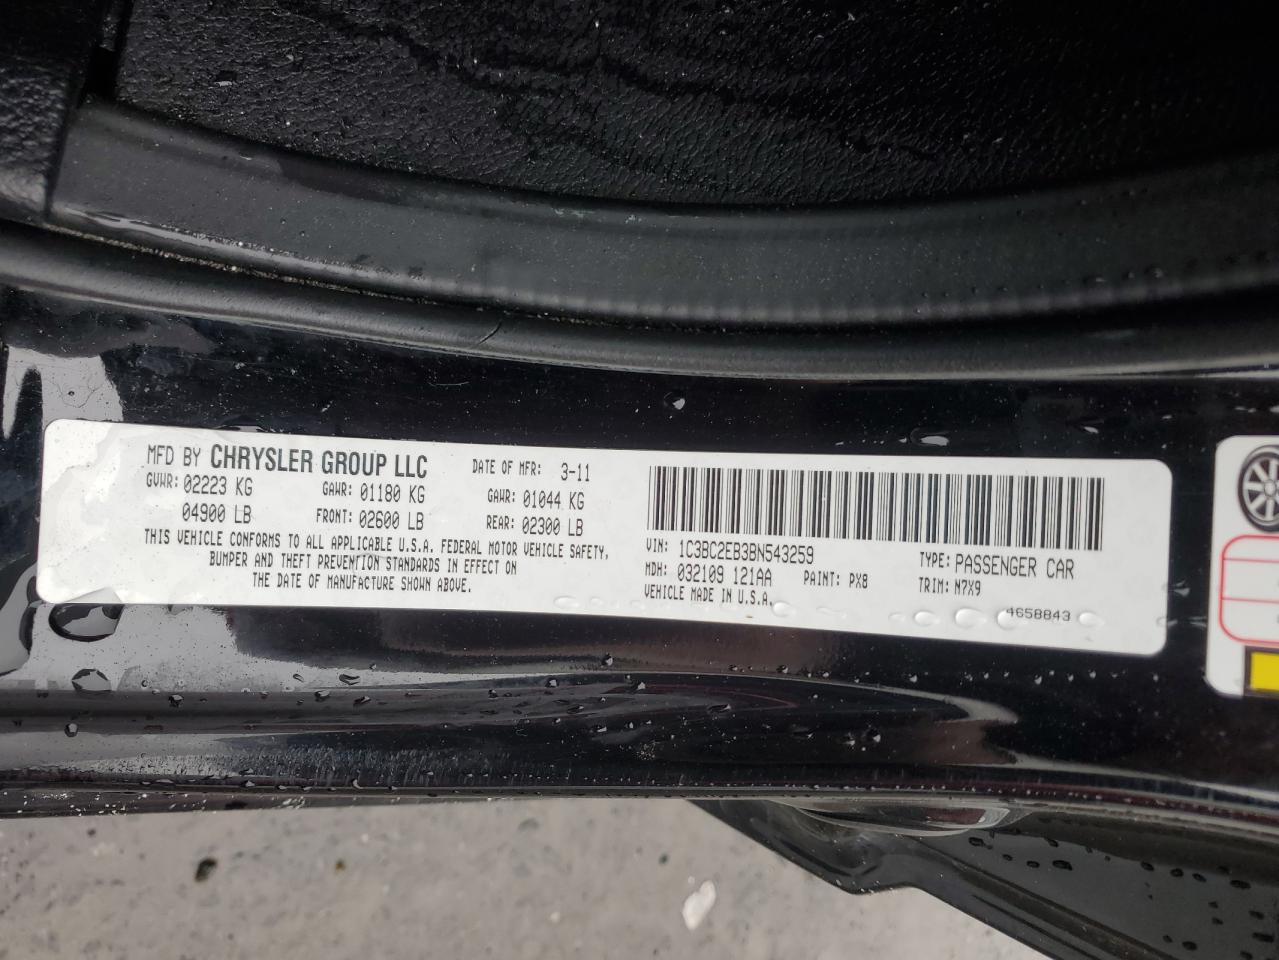 MFD BY CHRYSLER GROUP LLC DATE OF MFR: 3-11
GVWR: 02223 KG GAWR: 01180 KG GAWR: 01044 KG
04900 LB FRONT: 02600 LB REAR: 02300 LB
THIS VEHICLE CONFORMS TO ALL APPLICABLE U.S.A. FEDERAL MOTOR VEHICLE SAFETY,
BUMPER AND THEFT PREVENTION STANDARDS IN EFFECT ON
THE DATE OF MANUFACTURE SHOWN ABOVE.
VIN: 1C3BC2EB3BN543259 TYPE: PASSENGER CAR
MDH: 032109 121AA PAINT: PX8 TRIM: N7X9
VEHICLE MADE IN U.S.A.
4658843